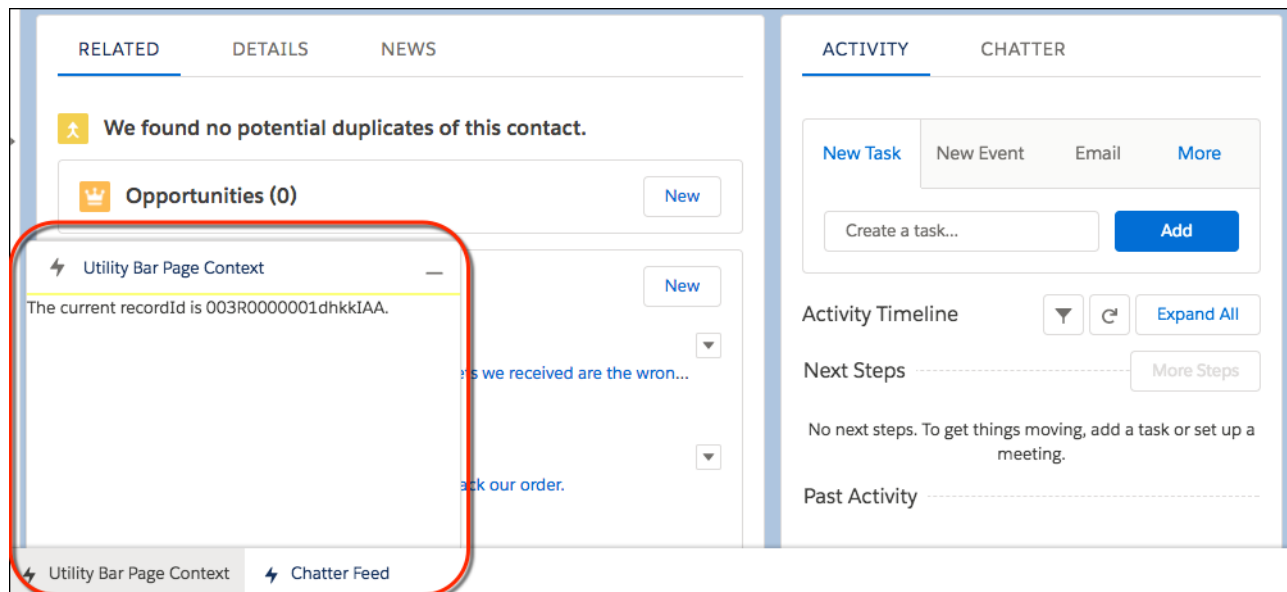 RELATED DETAILS NEWS
We found no potential duplicates of this contact.
Opportunities (0) New
Utility Bar Page Context
New
The current recordId is 003R0000001dhkkIAA.
we received are the wron...
our order.
Utility Bar Page Context Chatter Feed
ACTIVITY CHATTER
New Task New Event Email More
Create a task... Add
Activity Timeline Expand All
Next Steps More Steps
No next steps. To get things moving, add a task or set up a
meeting.
Past Activity